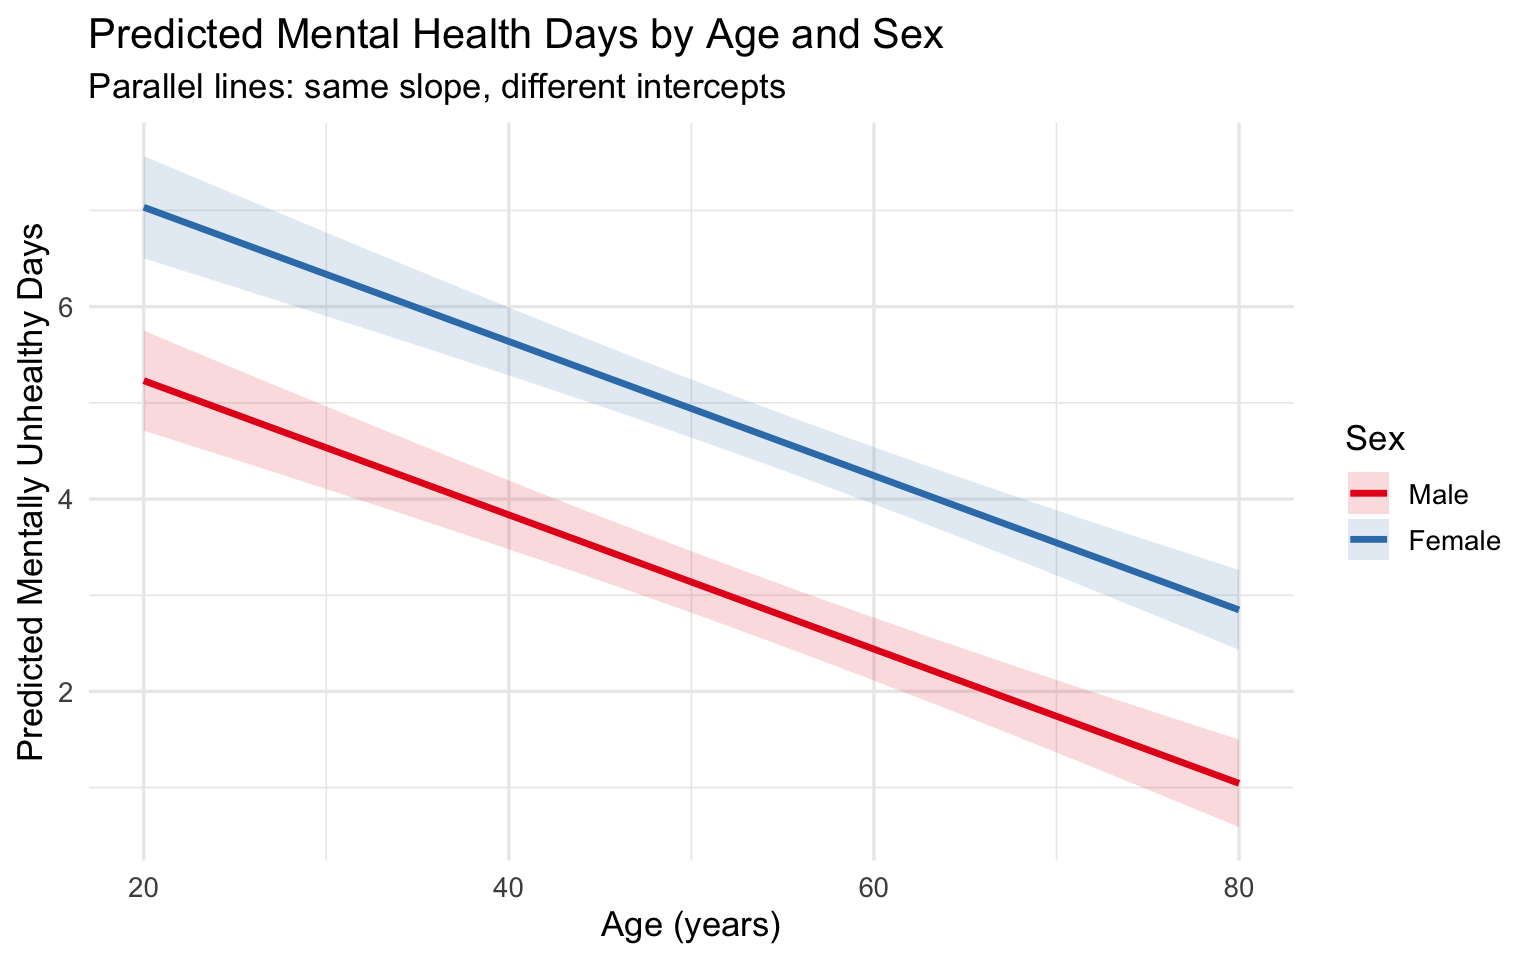 Predicted Mental Health Days by Age and Sex
Parallel lines: same slope, different intercepts
Predicted Mentally Unhealthy Days
6
4
2
20 40 60 80
Age (years)
Sex
Male
Female